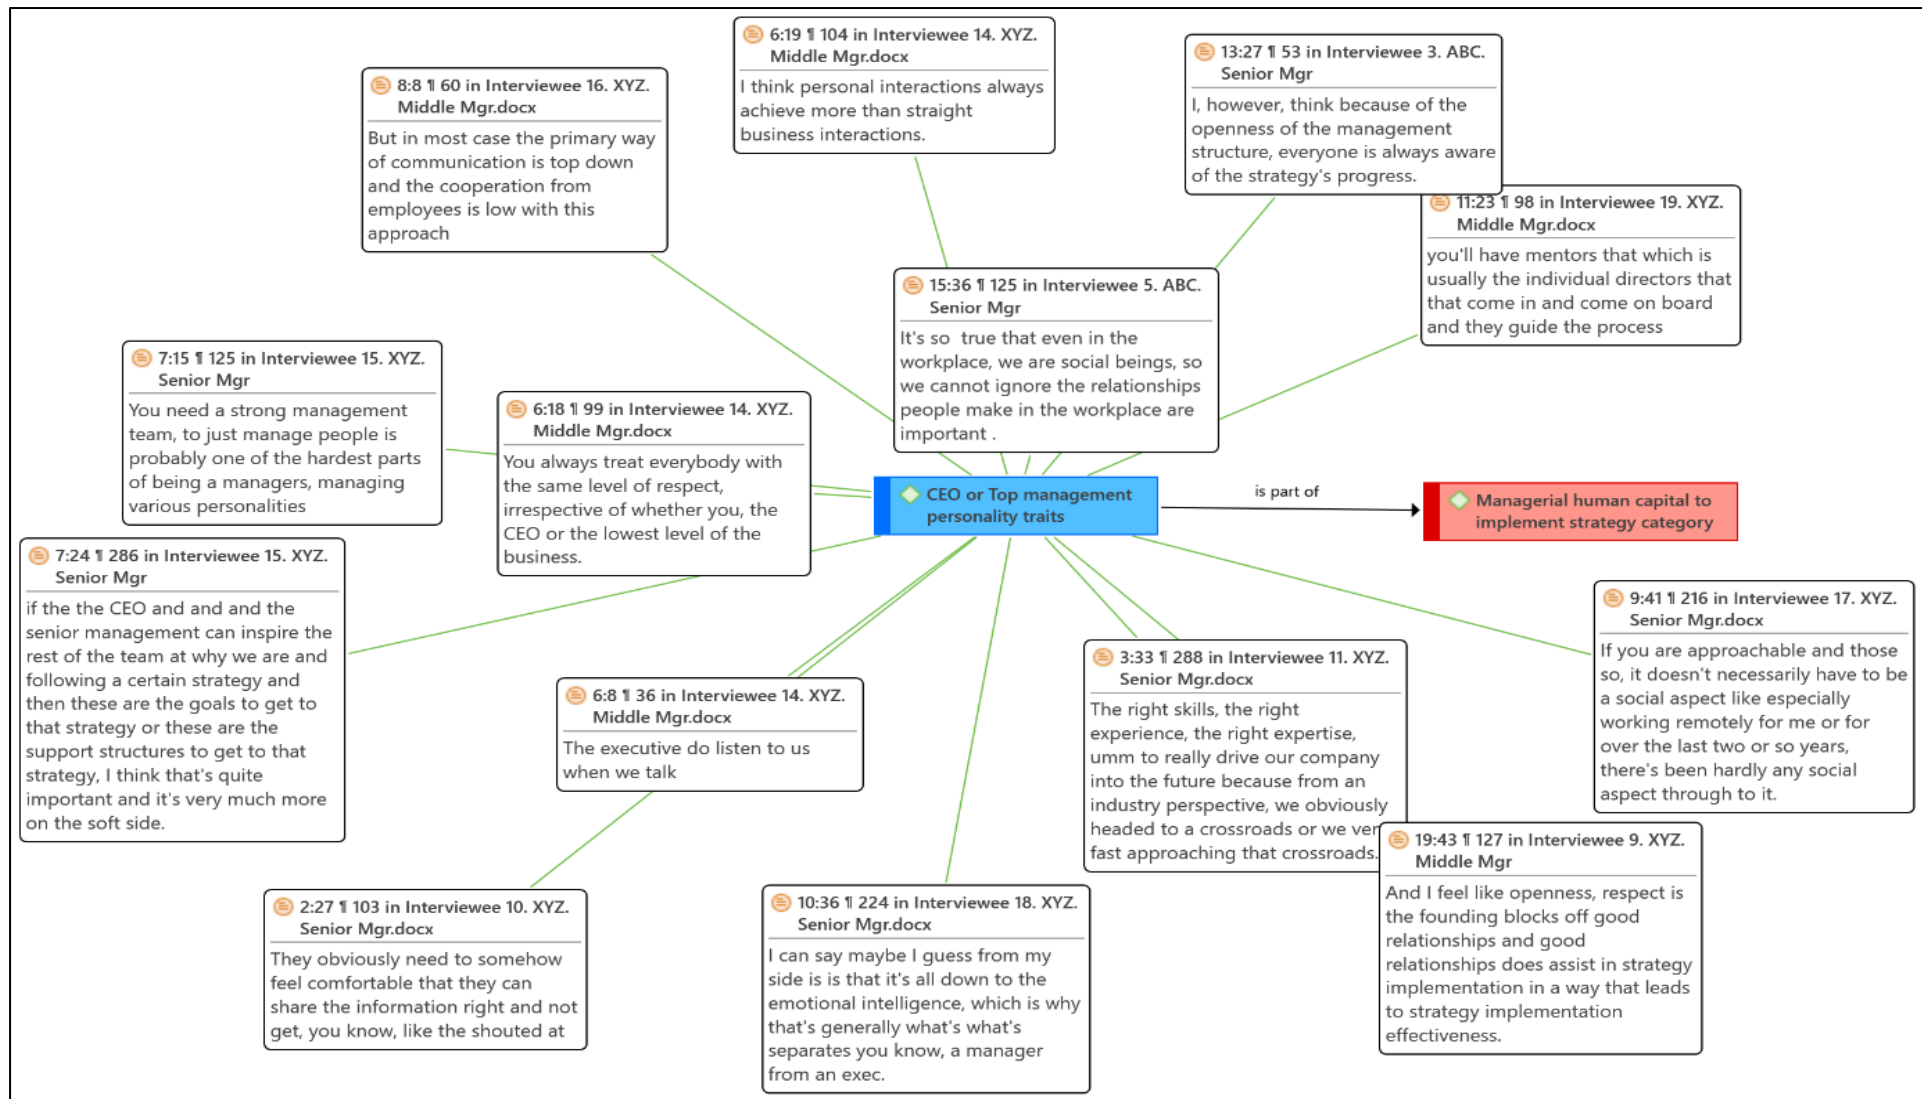 6:19 ¶ 104 in Interviewee 14. XYZ.
Middle Mgr.docx
I think personal interactions always
achieve more than straight
business interactions.
13:27 ¶ 53 in Interviewee 3. ABC.
Senior Mgr
I, however, think because of the
openness of the management
structure, everyone is always aware
of the strategy's progress.
8:8 ¶ 60 in Interviewee 16. XYZ.
Middle Mgr.docx
But in most case the primary way
of communication is top down
and the cooperation from
employees is low with this
approach
11:23 ¶ 98 in Interviewee 19. XYZ.
Middle Mgr.docx
you'll have mentors that which is
usually the individual directors that
that come in and come on board
and they guide the process
15:36 ¶ 125 in Interviewee 5. ABC.
Senior Mgr
It's so  true that even in the
workplace, we are social beings, so
we cannot ignore the relationships
people make in the workplace are
important .
7:15 ¶ 125 in Interviewee 15. XYZ.
Senior Mgr
You need a strong management
team, to just manage people is
probably one of the hardest parts
of being a managers, managing
various personalities
6:18 ¶ 99 in Interviewee 14. XYZ.
Middle Mgr.docx
You always treat everybody with
the same level of respect,
irrespective of whether you, the
CEO or the lowest level of the
business.
CEO or Top management
personality traits
is part of
Managerial human capital to
implement strategy category
7:24 ¶ 286 in Interviewee 15. XYZ.
Senior Mgr
if the the CEO and and and the
senior management can inspire the
rest of the team at why we are and
following a certain strategy and
then these are the goals to get to
that strategy or these are the
support structures to get to that
strategy, I think that's quite
important and it's very much more
on the soft side.
6:8 ¶ 36 in Interviewee 14. XYZ.
Middle Mgr.docx
The executive do listen to us
when we talk
3:33 ¶ 288 in Interviewee 11. XYZ.
Senior Mgr.docx
The right skills, the right
experience, the right expertise,
umm to really drive our company
into the future because from an
industry perspective, we obviously
headed to a crossroads or we very
fast approaching that crossroads.
9:41 ¶ 216 in Interviewee 17. XYZ.
Senior Mgr.docx
If you are approachable and those
so, it doesn't necessarily have to be
a social aspect like especially
working remotely for me or for
over the last two or so years,
there's been hardly any social
aspect through to it.
2:27 ¶ 103 in Interviewee 10. XYZ.
Senior Mgr.docx
They obviously need to somehow
feel comfortable that they can
share the information right and not
get, you know, like the shouted at
10:36 ¶ 224 in Interviewee 18. XYZ.
Senior Mgr.docx
I can say maybe I guess from my
side is is that it's all down to the
emotional intelligence, which is why
that's generally what's what's
separates you know, a manager
from an exec.
19:43 ¶ 127 in Interviewee 9. XYZ.
Middle Mgr
And I feel like openness, respect is
the founding blocks off good
relationships and good
relationships does assist in strategy
implementation in a way that leads
to strategy implementation
effectiveness.